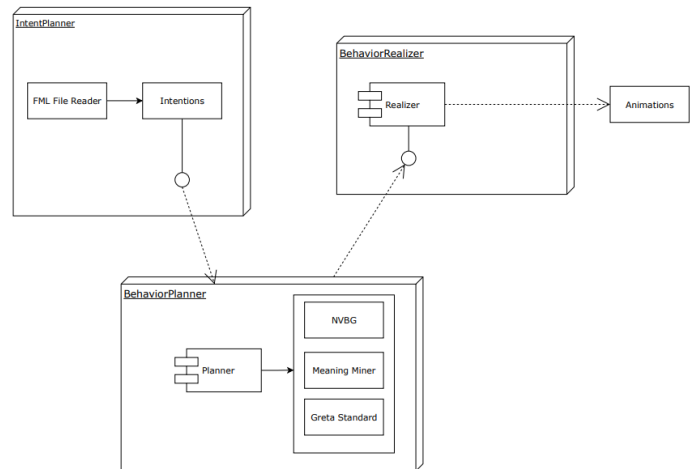 IntentPlanner
FML File Reader
Intentions
BehaviorRealizer
Realizer
Animations
BehaviorPlanner
Planner
NVBG
Meaning Miner
Greta Standard